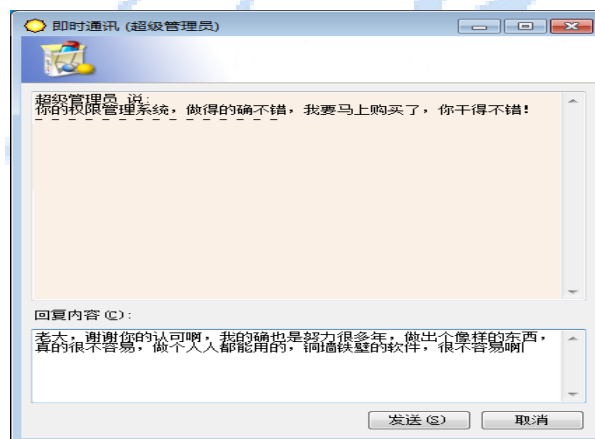 即时通讯 (超级管理员)
超级管理员 说:
你的权限管理系统，做得的确不错，我要马上购买了，你干得不错！
- - - - - - - - - - - - - - - -
回复内容(C):
老大，谢谢你的认可啊，我的确也是努力很多年，做出个像样的东西，
真的很不容易，做个人人都能用的，铜墙铁壁的软件，很不容易啊
发送(S)
取消